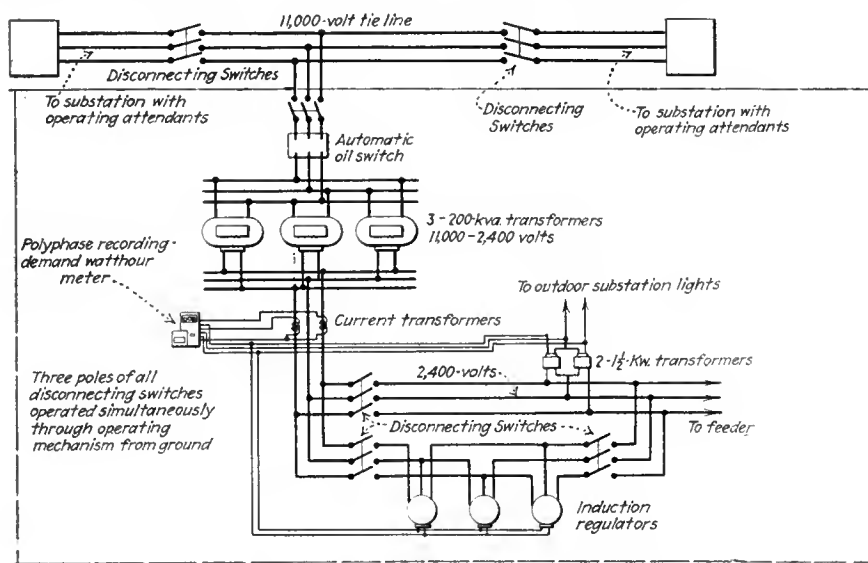 11,000-volt tie line
Disconnecting Switches
To substation with
operating attendants
Disconnecting
Switches
To substation with
operating attendants
Automatic
oil switch
3-200-kva. transformers
11,000-2,400 volts
Polyphase recording-
demand watthour
meter
To outdoor substation lights
Current transformers
2-1½-Kw. transformers
Three poles of all
disconnecting switches
operated simultaneously
through operating
mechanism from ground
2,400-volts
Disconnecting Switches
To feeder
Induction
regulators